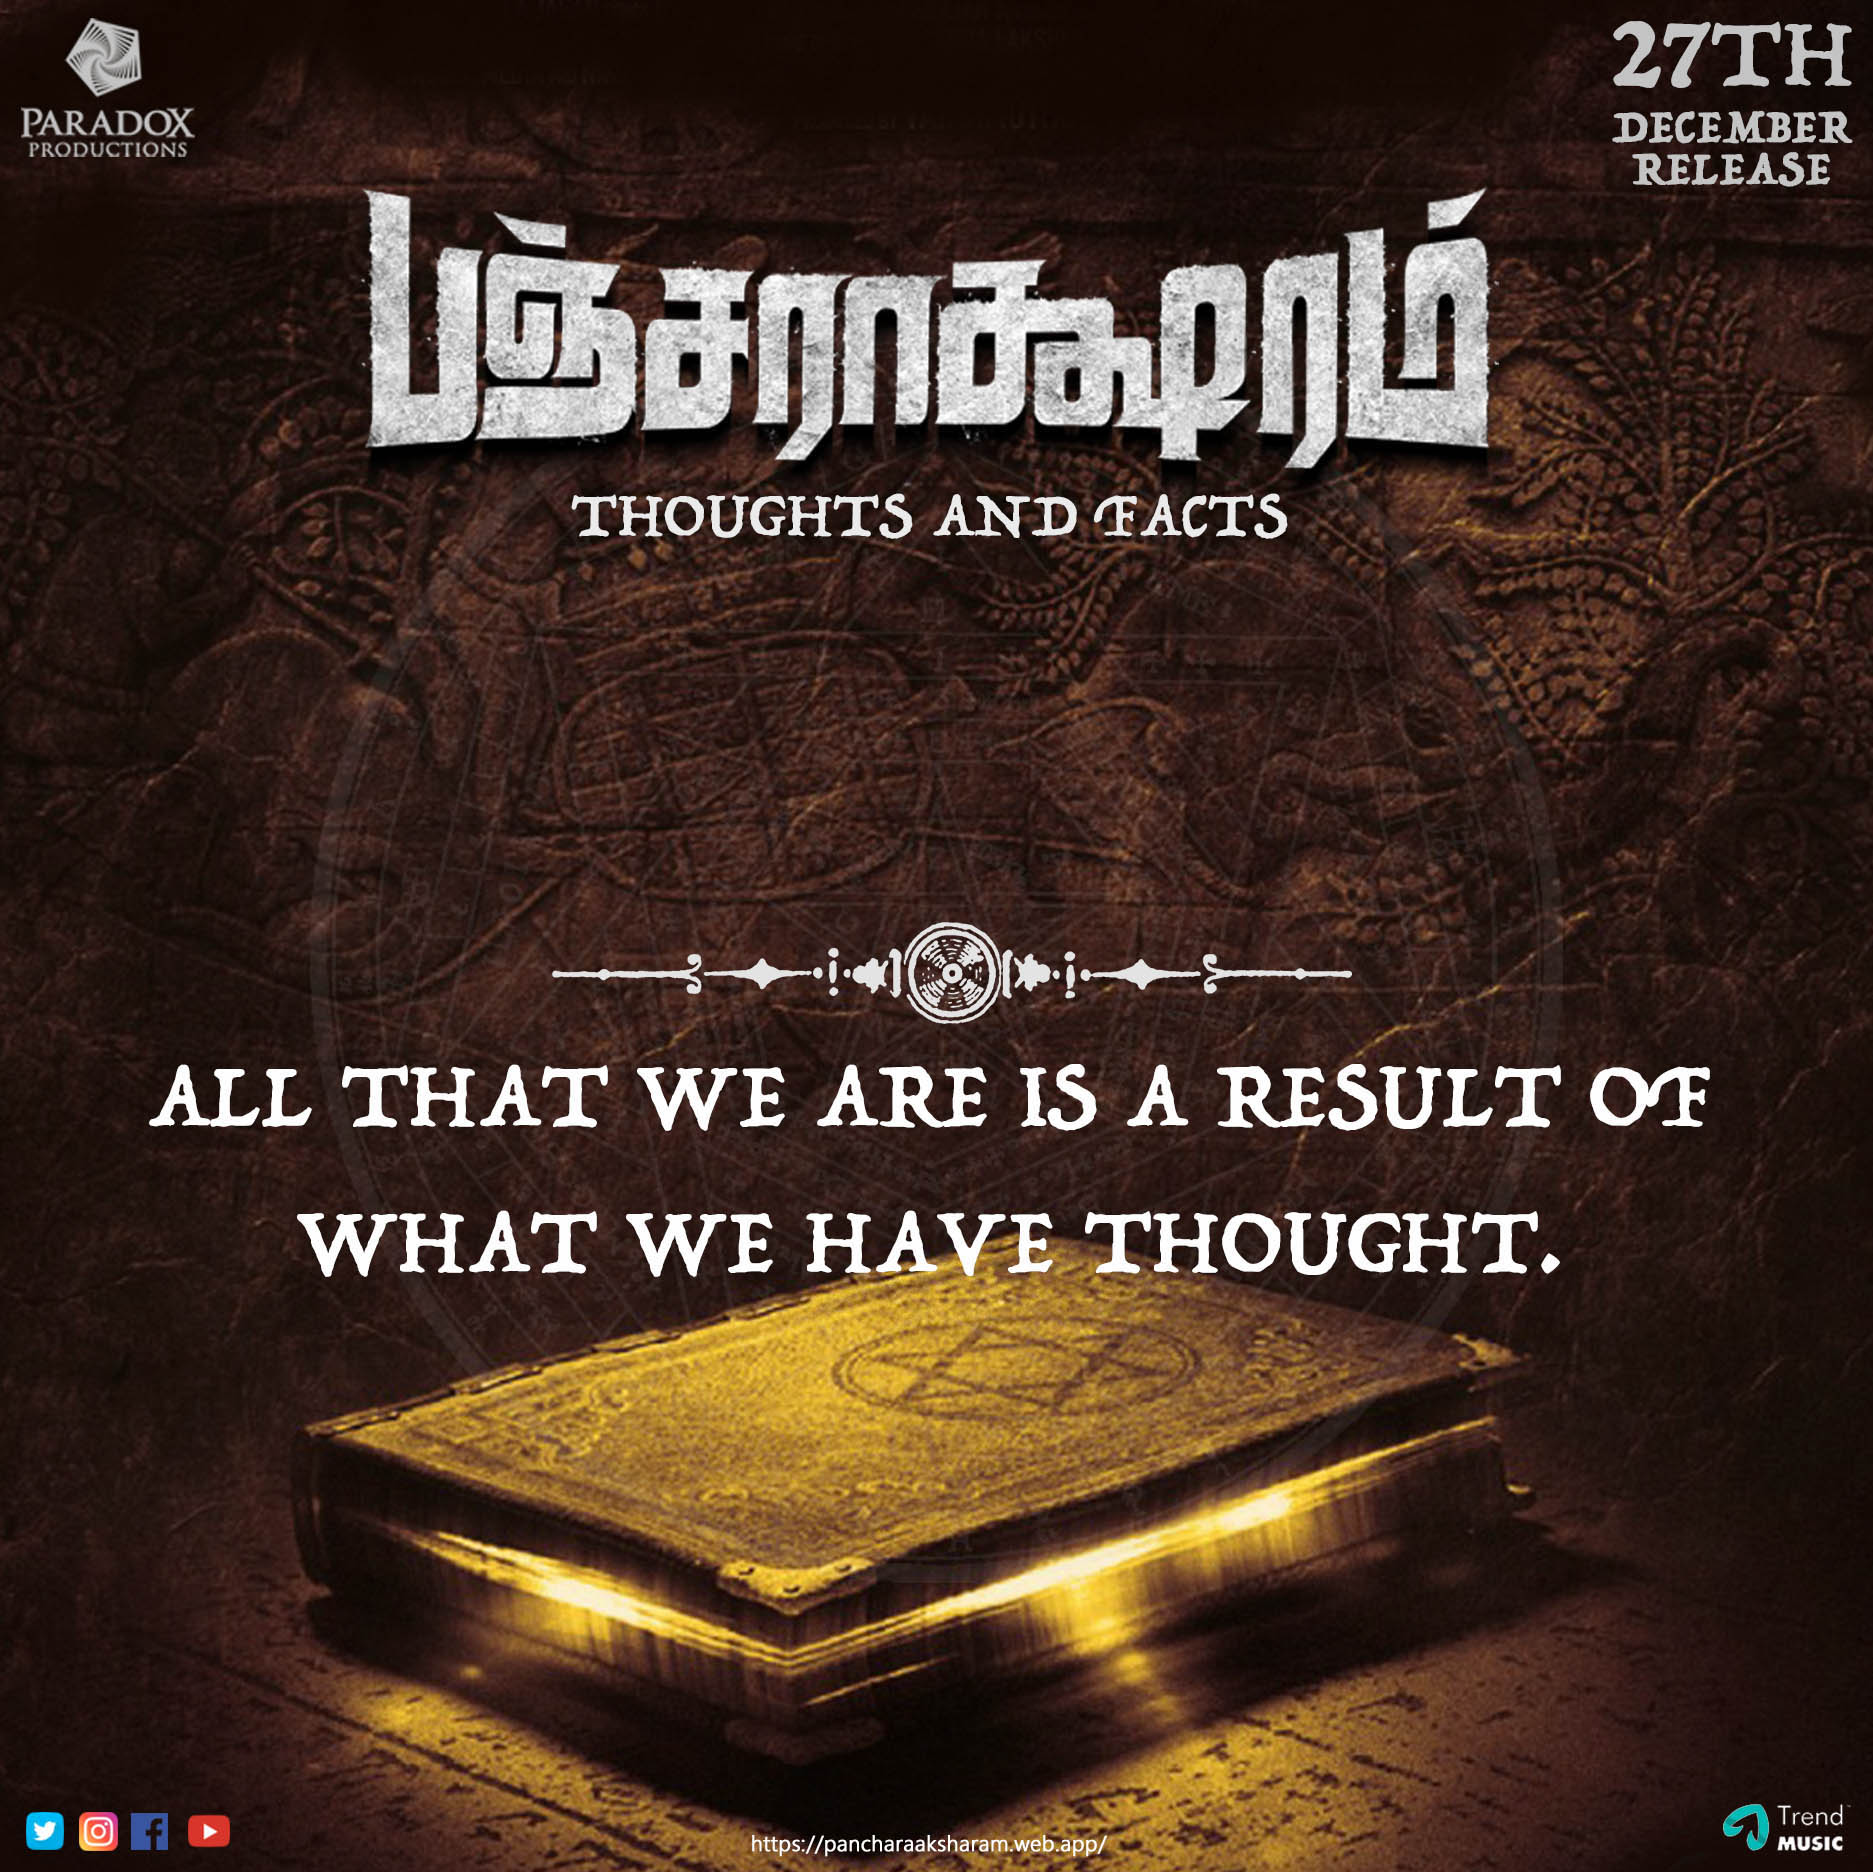 PARADOX
PRODUCTIONS
27TH
DECEMBER
RELEASE
பஞ்சராக்ஷரம்
THOUGHTS AND FACTS
ALL THAT WE ARE IS A RESULT OF
WHAT WE HAVE THOUGHT.
https://pancharaaksharam.web.app/
Trend
MUSIC